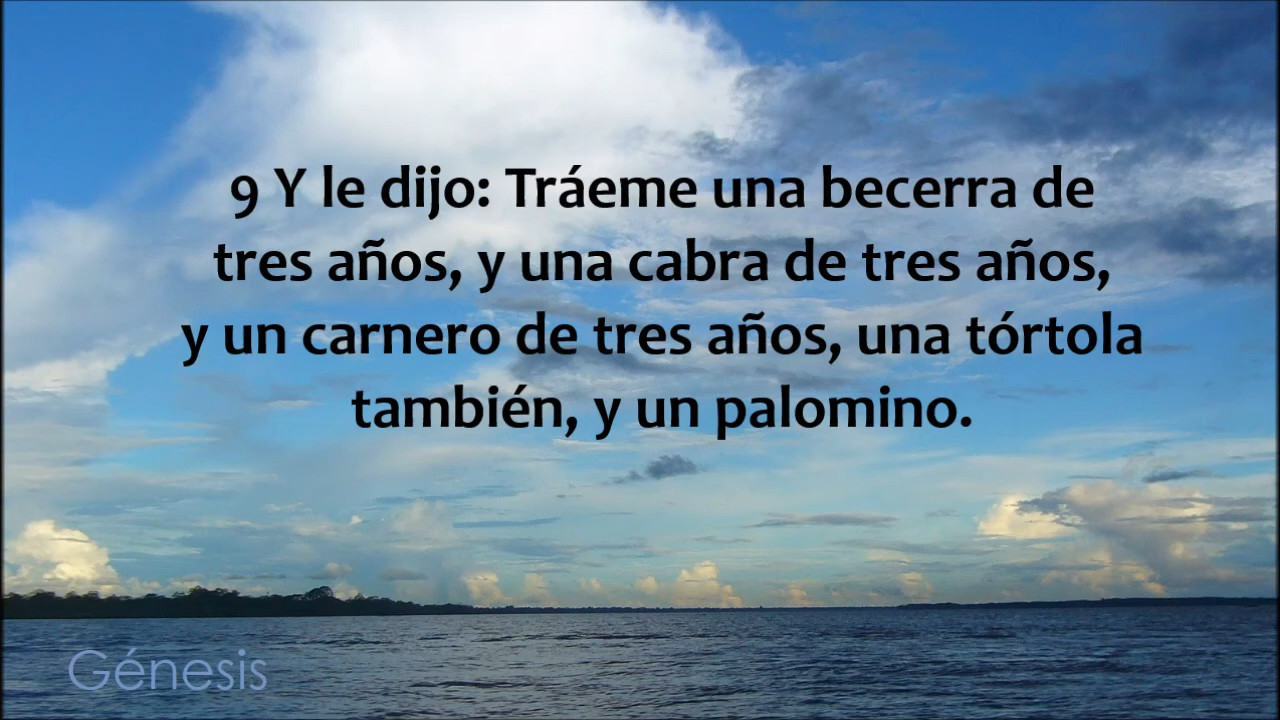 9 Y le dijo: Tráeme una becerra de
tres años, y una cabra de tres años,
y un carnero de tres años, una tórtola
también, y un palomino.
Génesis